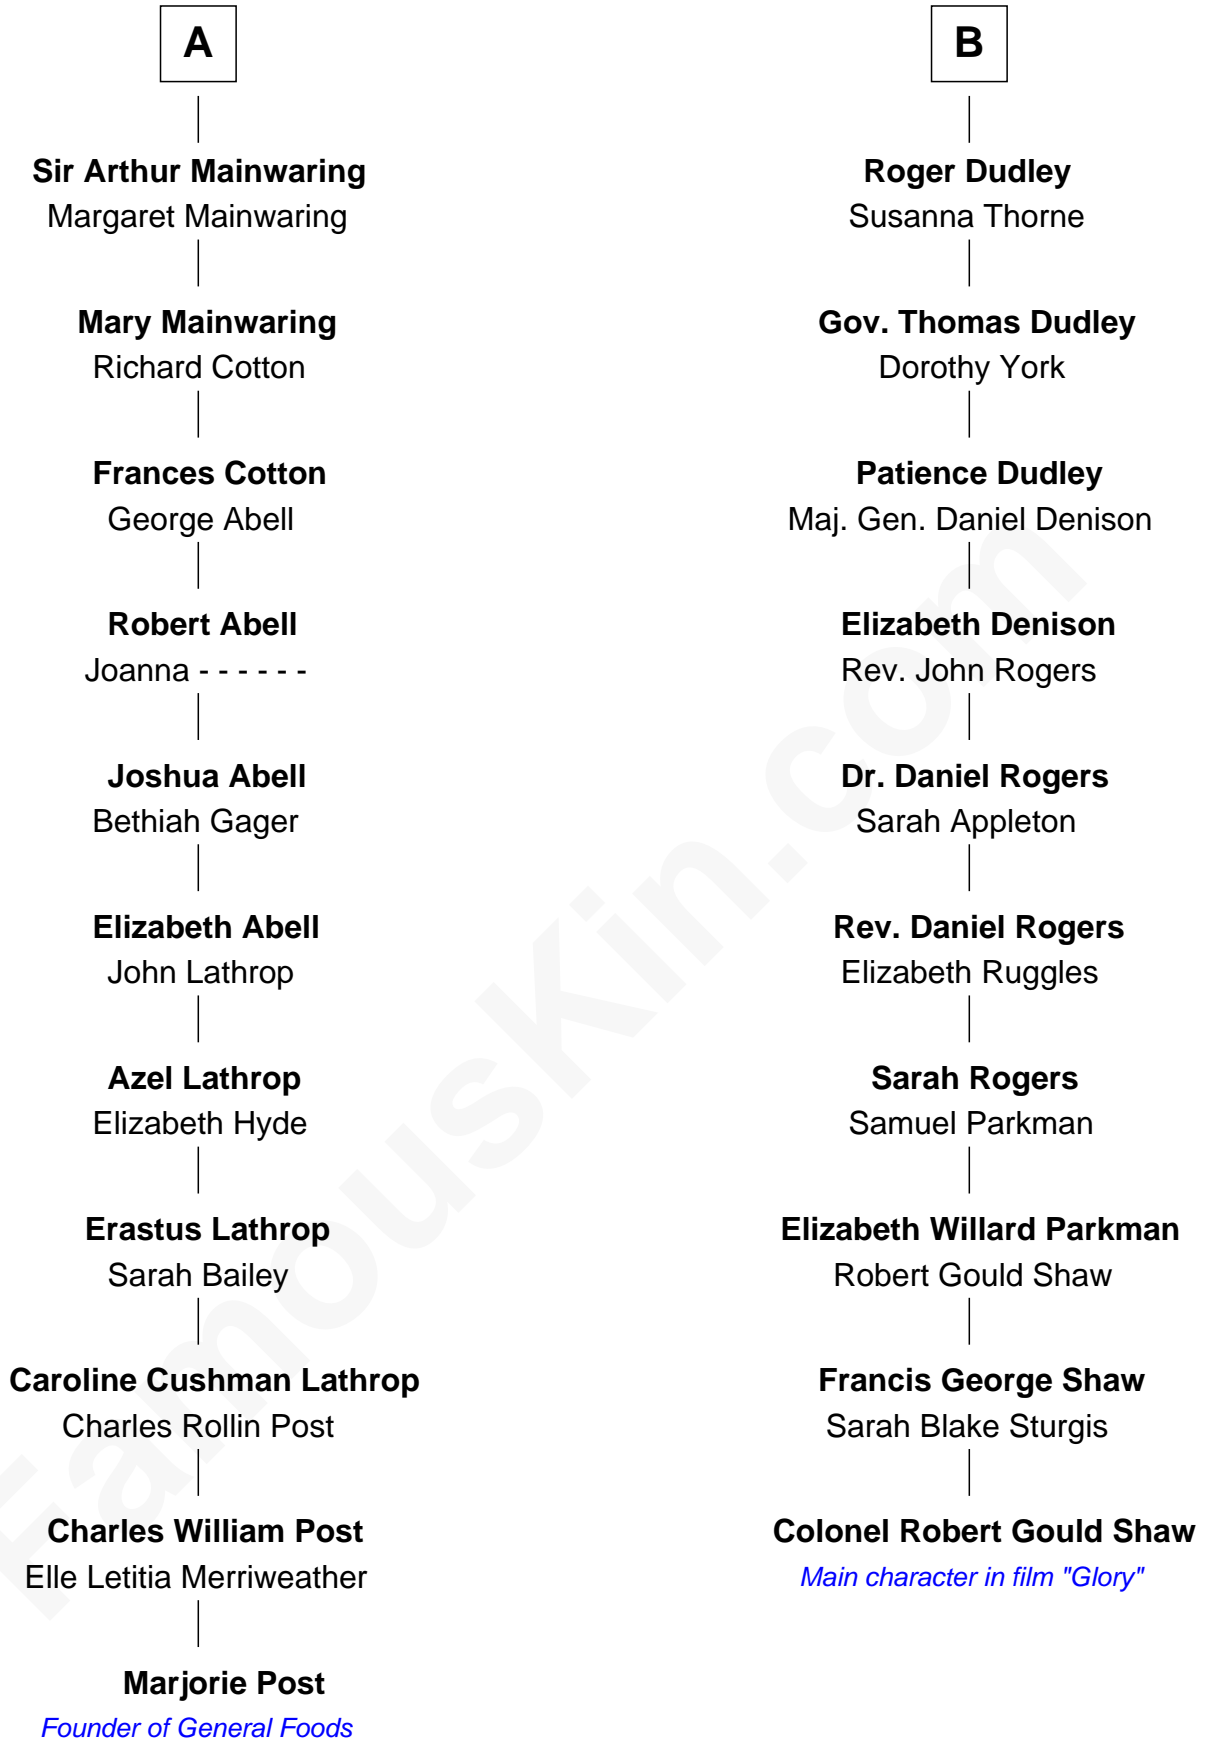 A
Sir Arthur Mainwaring
Margaret Mainwaring
Mary Mainwaring
Richard Cotton
Frances Cotton
George Abell
Robert Abell
Joanna - - - - - -
Joshua Abell
Bethiah Gager
Elizabeth Abell
John Lathrop
Azel Lathrop
Elizabeth Hyde
Erastus Lathrop
Sarah Bailey
Caroline Cushman Lathrop
Charles Rollin Post
Charles William Post
Elle Letitia Merriweather
Marjorie Post
Founder of General Foods
B
Roger Dudley
Susanna Thorne
Gov. Thomas Dudley
Dorothy York
Patience Dudley
Maj. Gen. Daniel Denison
Elizabeth Denison
Rev. John Rogers
Dr. Daniel Rogers
Sarah Appleton
Rev. Daniel Rogers
Elizabeth Ruggles
Sarah Rogers
Samuel Parkman
Elizabeth Willard Parkman
Robert Gould Shaw
Francis George Shaw
Sarah Blake Sturgis
Colonel Robert Gould Shaw
Main character in film "Glory"
FamousKin.com